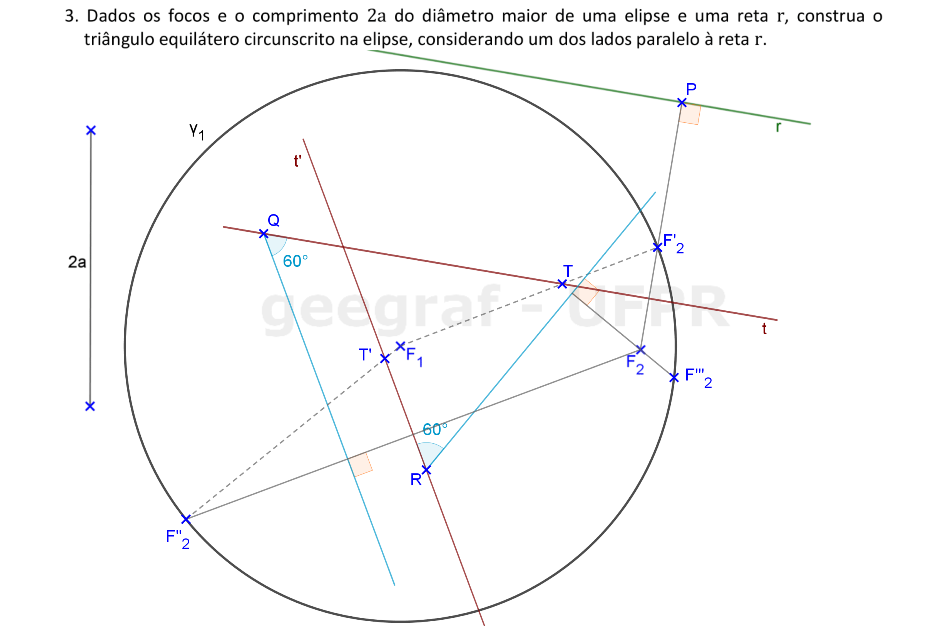 3. Dados os focos e o comprimento 2a do diâmetro maior de uma elipse e uma reta r, construa o
triângulo equilátero circunscrito na elipse, considerando um dos lados paralelo à reta r.
P
r
γ1
t'
Q
F'2
2a
60°
T
geegraf - UFPR
t
T'
F1
F2
F'''2
60°
R
F''2